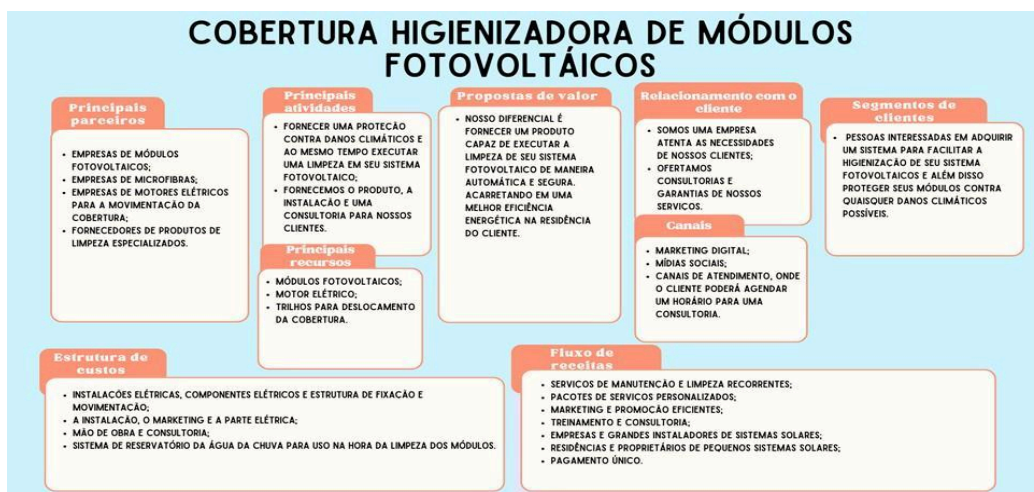 COBERTURA HIGIENIZADORA DE MÓDULOS
FOTOVOLTÁICOS
Principais
parceiros
• EMPRESAS DE MÓDULOS
FOTOVOLTAICOS;
• EMPRESAS DE MICROFIBRAS;
• EMPRESAS DE MOTORES ELÉTRICOS
PARA A MOVIMENTAÇÃO DA
COBERTURA;
• FORNECEDORES DE PRODUTOS DE
LIMPEZA ESPECIALIZADOS.
Principais
atividades
• FORNECER UMA PROTEÇÃO
CONTRA DANOS CLIMÁTICOS E
AO MESMO TEMPO EXECUTAR
UMA LIMPEZA EM SEU SISTEMA
FOTOVOLTAICO;
• FORNECEMOS O PRODUTO, A
INSTALAÇÃO E UMA
CONSULTORIA PARA NOSSOS
CLIENTES.
Principais
recursos
• MÓDULOS FOTOVOLTAICOS;
• MOTOR ELÉTRICO;
• TRILHOS PARA DESLOCAMENTO
DA COBERTURA.
Propostas de valor
• NOSSO DIFERENCIAL É
FORNECER UM PRODUTO
CAPAZ DE EXECUTAR A
LIMPEZA DE SEU SISTEMA
FOTOVOLTAICO DE MANEIRA
AUTOMÁTICA E SEGURA.
ACARRETANDO EM UMA
MELHOR EFICIÊNCIA
ENERGÉTICA NA RESIDÊNCIA
DO CLIENTE.
Relacionamento com o
cliente
• SOMOS UMA EMPRESA
ATENTA AS NECESSIDADES
DE NOSSOS CLIENTES;
• OFERTAMOS
CONSULTORIAS E
GARANTIAS DE NOSSOS
SERVIÇOS.
Canais
• MARKETING DIGITAL;
• MÍDIAS SOCIAIS;
• CANAIS DE ATENDIMENTO, ONDE
O CLIENTE PODERÁ AGENDAR
UM HORÁRIO PARA UMA
CONSULTORIA.
Segmentos de
clientes
• PESSOAS INTERESSADAS EM ADQUIRIR
UM SISTEMA PARA FACILITAR A
HIGIENIZAÇÃO DE SEU SISTEMA
FOTOVOLTAICOS E ALÉM DISSO
PROTEGER SEUS MÓDULOS CONTRA
QUAISQUER DANOS CLIMÁTICOS
POSSÍVEIS.
Estrutura de
custos
• INSTALAÇÕES ELÉTRICAS, COMPONENTES ELÉTRICOS E ESTRUTURA DE FIXAÇÃO E
MOVIMENTAÇÃO;
• A INSTALAÇÃO, O MARKETING E A PARTE ELÉTRICA;
• MÃO DE OBRA E CONSULTORIA;
• SISTEMA DE RESERVATÓRIO DA ÁGUA DA CHUVA PARA USO NA HORA DA LIMPEZA DOS MÓDULOS.
Fluxo de
receitas
• SERVIÇOS DE MANUTENÇÃO E LIMPEZA RECORRENTES;
• PACOTES DE SERVIÇOS PERSONALIZADOS;
• MARKETING E PROMOÇÃO EFICIENTES;
• TREINAMENTO E CONSULTORIA;
• EMPRESAS E GRANDES INSTALADORES DE SISTEMAS SOLARES;
• RESIDÊNCIAS E PROPRIETÁRIOS DE PEQUENOS SISTEMAS SOLARES;
• PAGAMENTO ÚNICO.